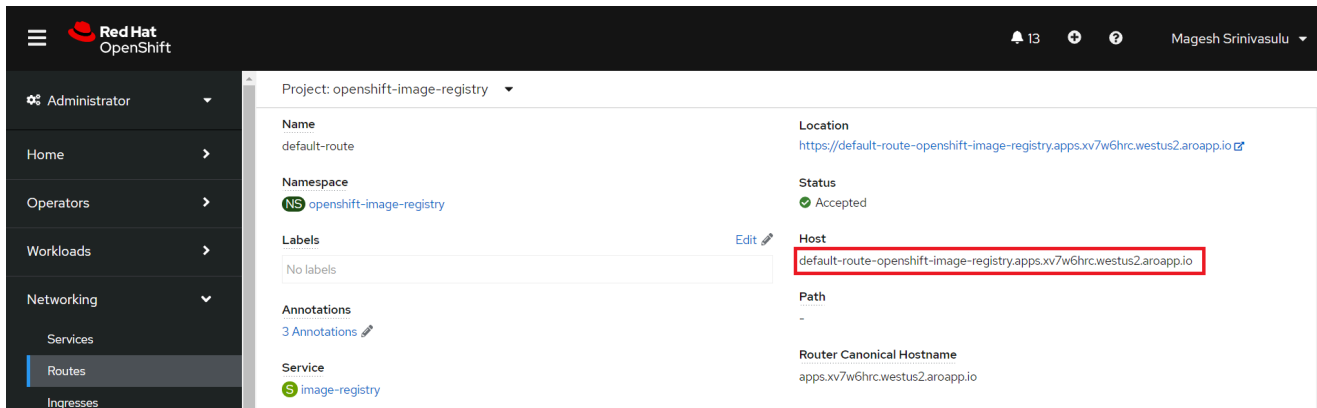 Red Hat
OpenShift
13
Magesh Srinivasulu
Administrator
Home
Operators
Workloads
Networking
Services
Routes
Ingresses
Project: openshift-image-registry
Name
default-route
Namespace
NS openshift-image-registry
Labels
Edit
No labels
Annotations
3 Annotations
Service
S image-registry
Location
https://default-route-openshift-image-registry.apps.xv7w6hrc.westus2.aroapp.io
Status
Accepted
Host
default-route-openshift-image-registry.apps.xv7w6hrc.westus2.aroapp.io
Path
-
Router Canonical Hostname
apps.xv7w6hrc.westus2.aroapp.io